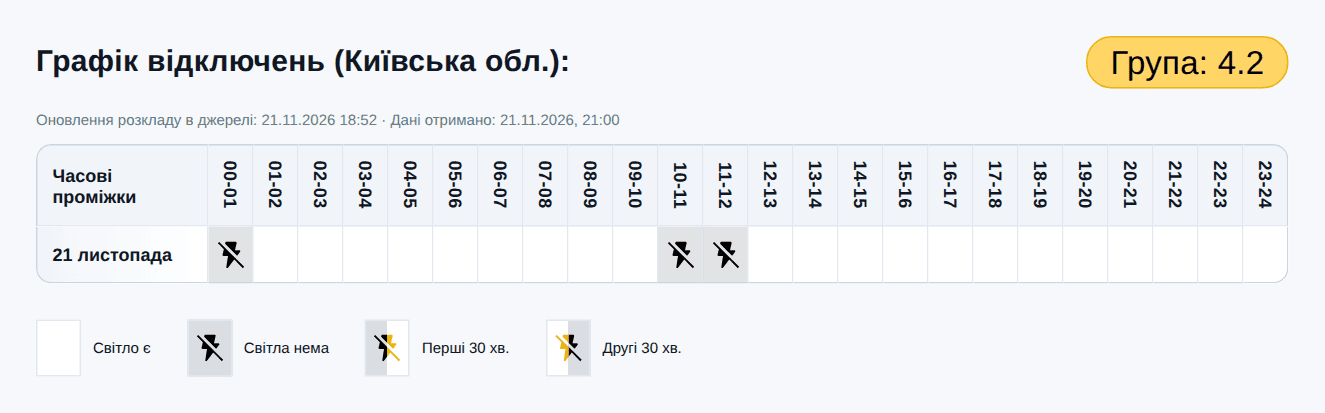 Графік відключень (Київська обл.):
Група: 4.2
Оновлення розкладу в джерелі: 21.11.2026 18:52 · Дані отримано: 21.11.2026, 21:00
Часові
проміжки
00-01
01-02
02-03
03-04
04-05
05-06
06-07
07-08
08-09
09-10
10-11
11-12
12-13
13-14
14-15
15-16
16-17
17-18
18-19
19-20
20-21
21-22
22-23
23-24
21 листопада
Світло є
Світла нема
Перші 30 хв.
Другі 30 хв.